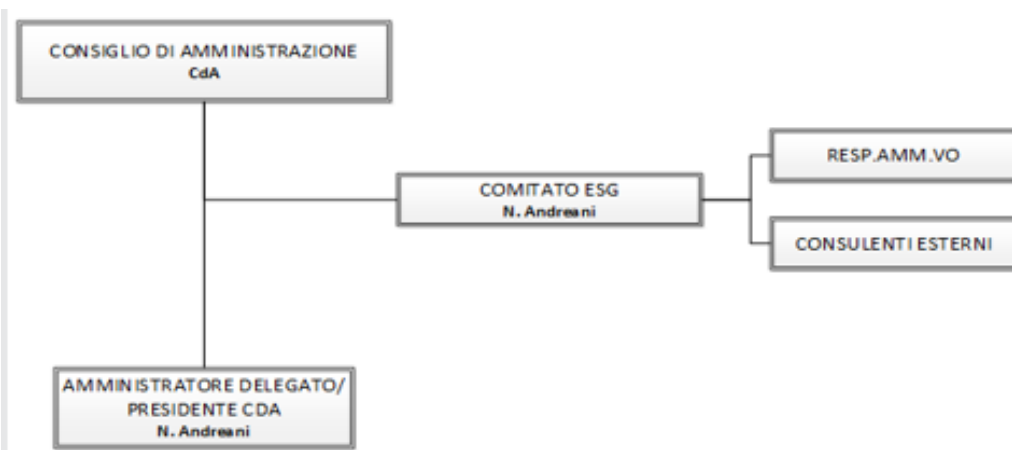 CONSIGLIO DI AMMINISTRAZIONE
CdA
RESP.AMM.VO
COMITATO ESG
N. Andreani
CONSULENTI ESTERNI
AMMINISTRATORE DELEGATO/
PRESIDENTE CDA
N. Andreani